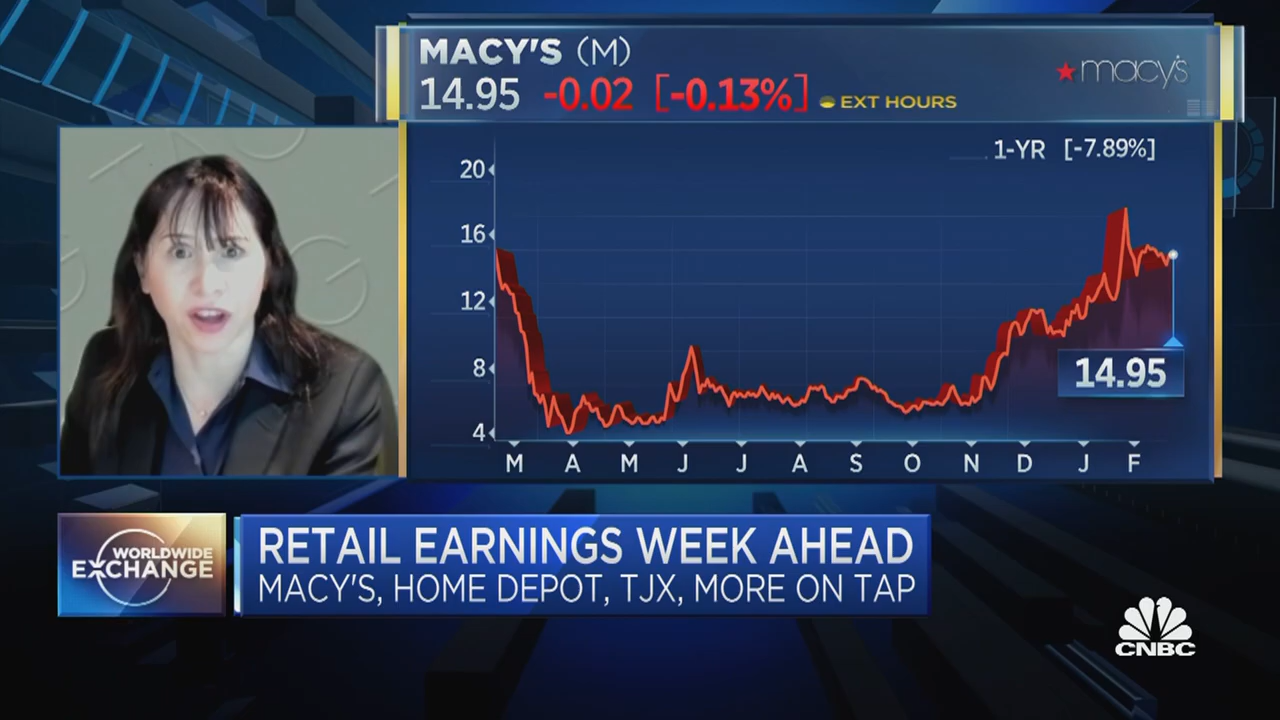 MACY'S (M)
14.95 -0.02 [-0.13%] EXT HOURS
macy's
1-YR [-7.89%]
20
16
12
8
4
14.95
M A M J J A S O N D J F
TAG
WORLDWIDE
EXCHANGE
RETAIL EARNINGS WEEK AHEAD
MACY'S, HOME DEPOT, TJX, MORE ON TAP
CNBC